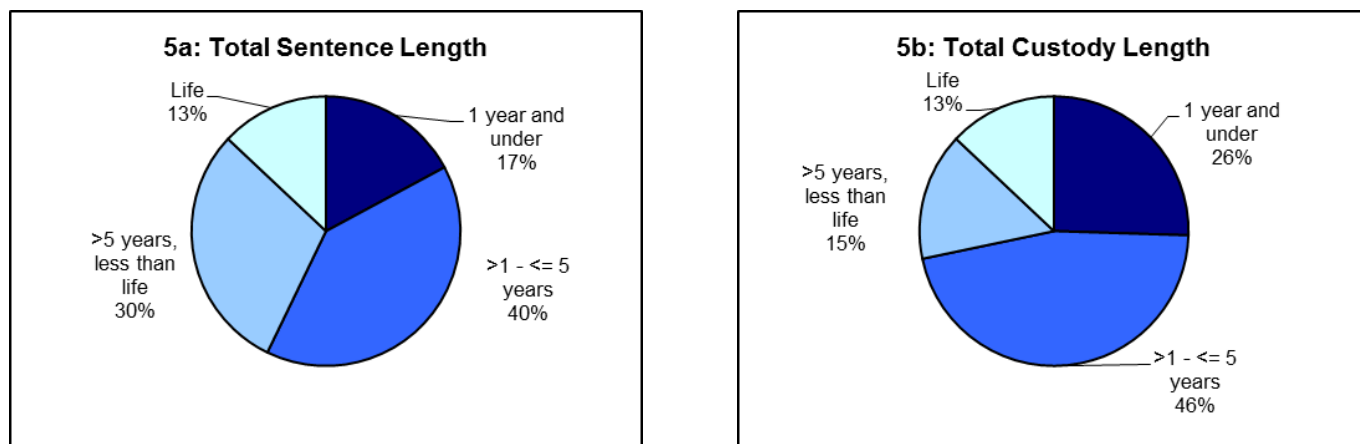 5a: Total Sentence Length
Life
13%
1 year and
under
17%
>5 years,
less than
life
30%
>1 - <= 5
years
40%
5b: Total Custody Length
Life
13%
1 year and
under
26%
>5 years,
less than
life
15%
>1 - <= 5
years
46%